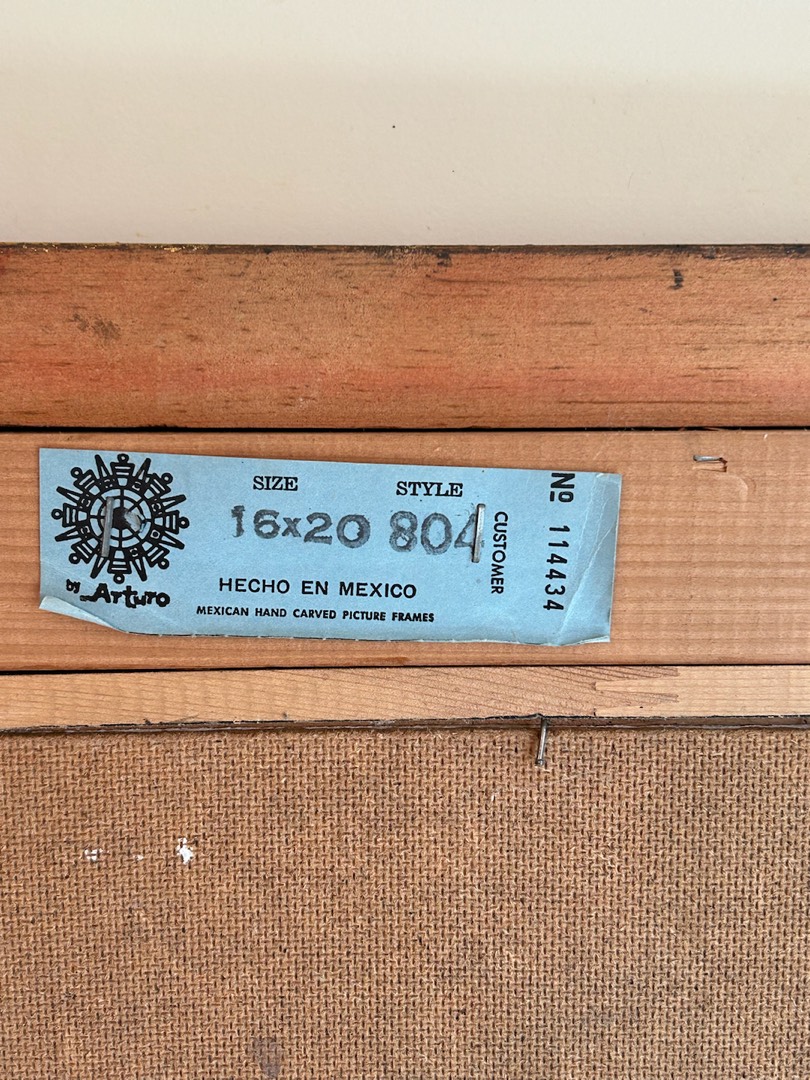 SIZE STYLE
16x20 804
HECHO EN MEXICO
MEXICAN HAND CARVED PICTURE FRAMES
by Arturo
CUSTOMER
No 114434